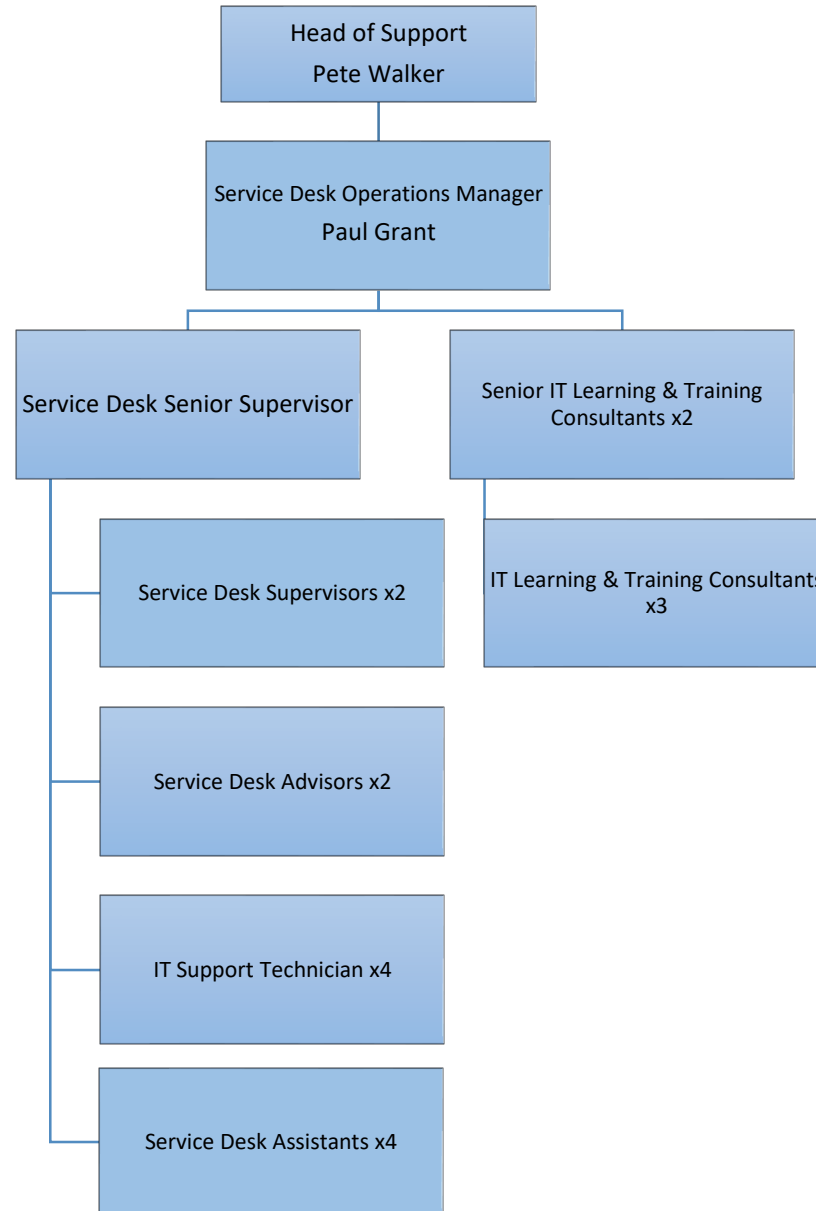 Head of Support
Pete Walker
Service Desk Operations Manager
Paul Grant
Service Desk Senior Supervisor
Senior IT Learning & Training
Consultants x2
Service Desk Supervisors x2
IT Learning & Training Consultants
x3
Service Desk Advisors x2
IT Support Technician x4
Service Desk Assistants x4